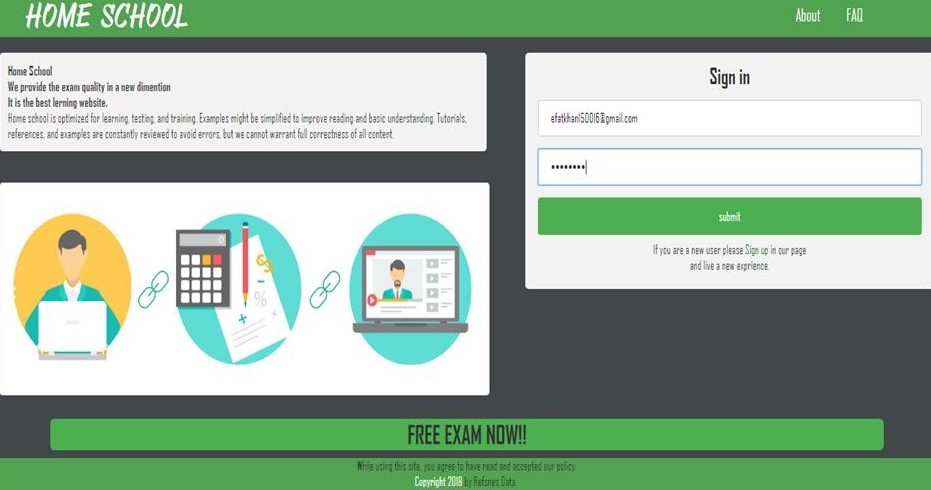 HOME SCHOOL
About FAQ
Home School
We provide the exam quality in a new dimention
It is the best lerning website.
Home school is optimized for learning, testing, and training. Examples might be simplified to improve reading and basic understanding. Tutorials,
references, and examples are constantly reviewed to avoid errors, but we cannot warrant full correctness of all content.
Sign in
efatkhan150016@gmail.com
••••••••
submit
If you are a new user please Sign up in our page
and live a new exprience.
0
%
FREE EXAM NOW!!
While using this site, you agree to have read and accepted our policy
Copyright 2018 by Refsnes Data